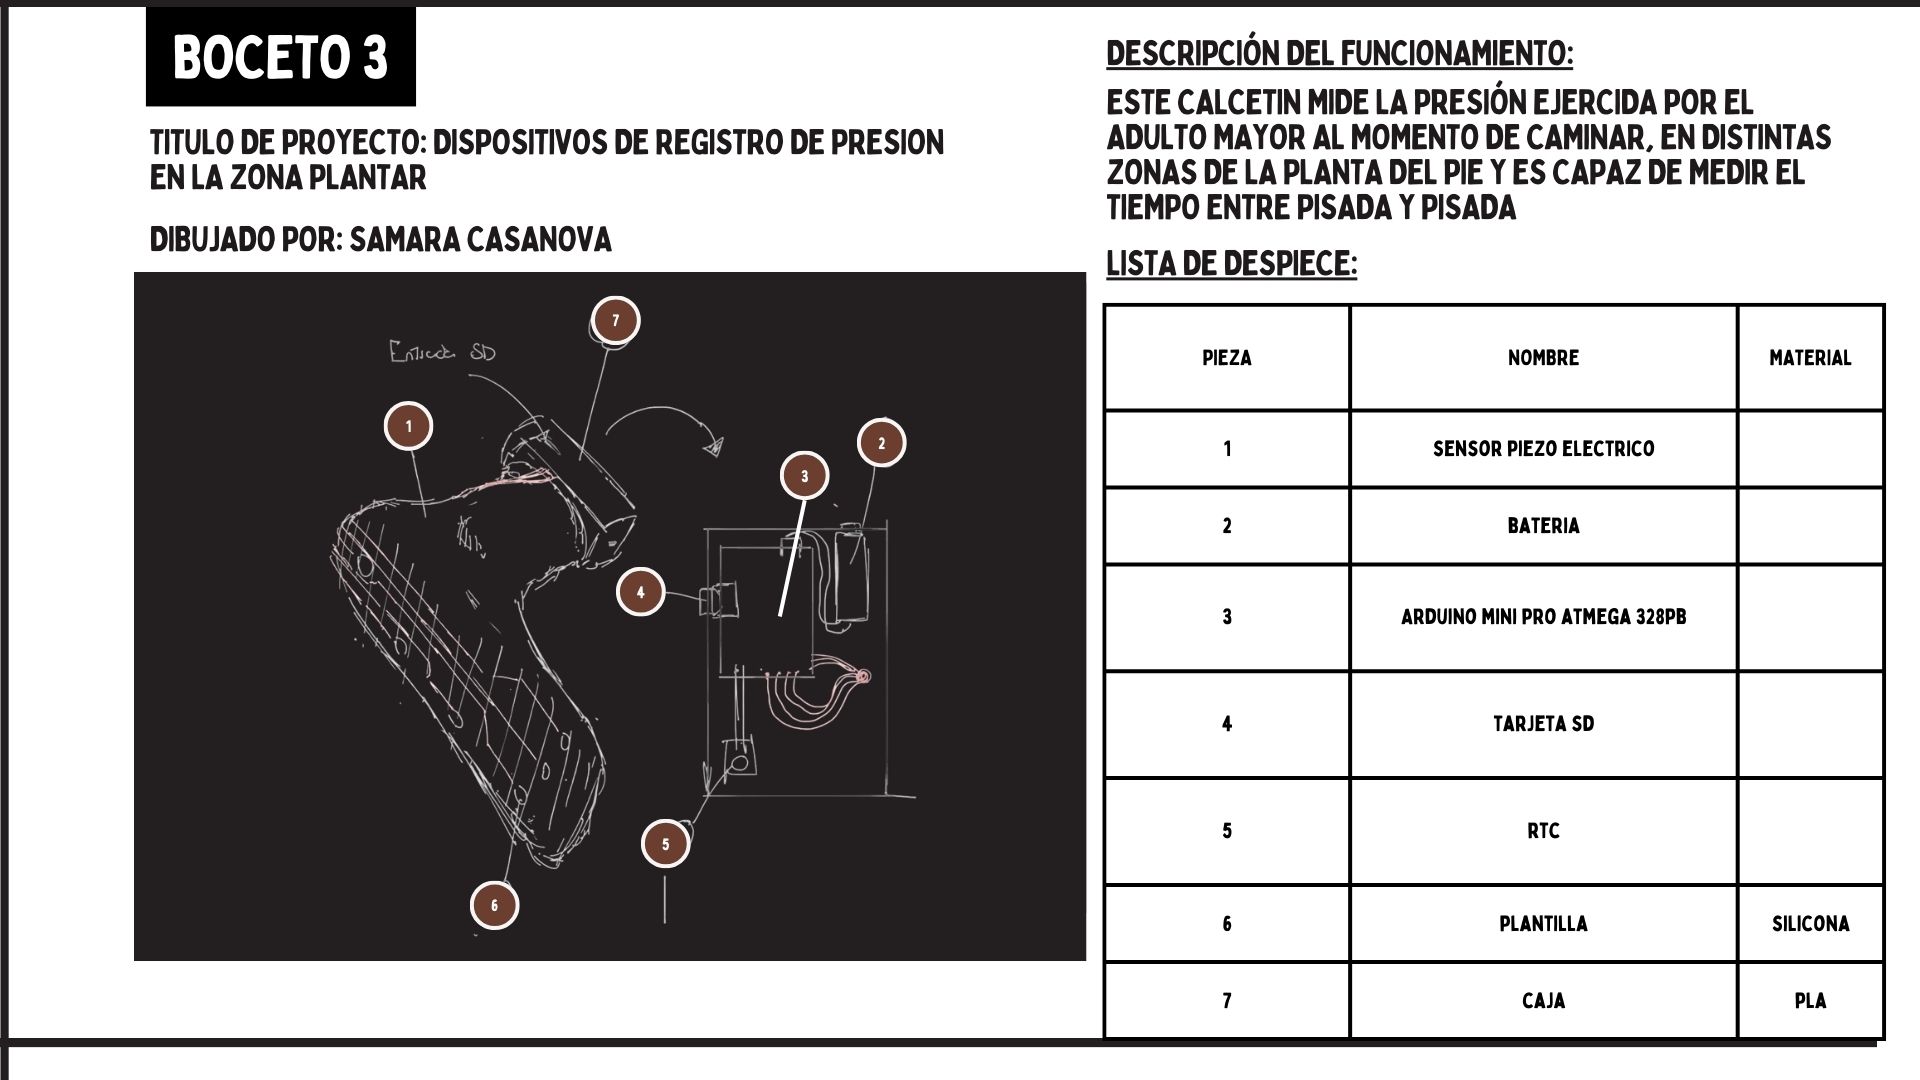 BOCETO 3
TITULO DE PROYECTO: DISPOSITIVOS DE REGISTRO DE PRESION
EN LA ZONA PLANTAR
DIBUJADO POR: SAMARA CASANOVA
Entrada SD
7
1
2
3
4
5
6
DESCRIPCIÓN DEL FUNCIONAMIENTO:
ESTE CALCETIN MIDE LA PRESIÓN EJERCIDA POR EL
ADULTO MAYOR AL MOMENTO DE CAMINAR, EN DISTINTAS
ZONAS DE LA PLANTA DEL PIE Y ES CAPAZ DE MEDIR EL
TIEMPO ENTRE PISADA Y PISADA
LISTA DE DESPIECE:
PIEZA NOMBRE MATERIAL
1 SENSOR PIEZO ELECTRICO
2 BATERIA
3 ARDUINO MINI PRO ATMEGA 328PB
4 TARJETA SD
5 RTC
6 PLANTILLA SILICONA
7 CAJA PLA